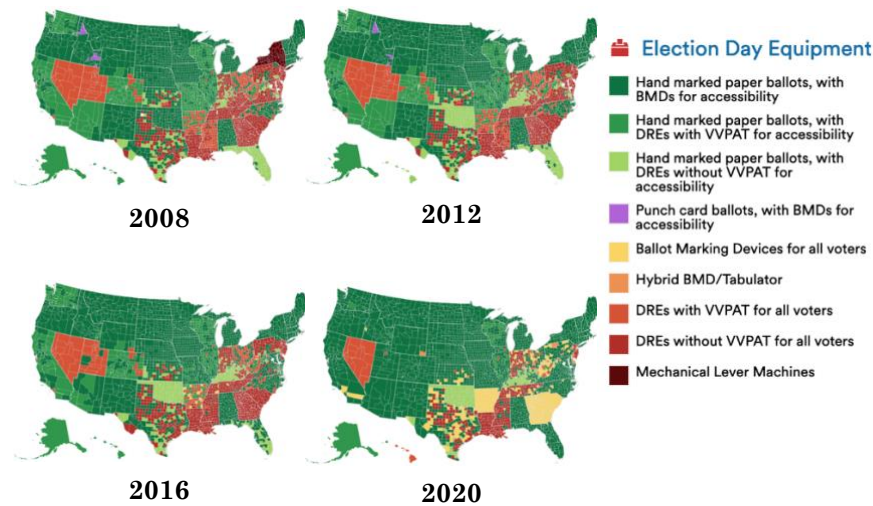 2008
2012
2016
2020
Election Day Equipment
Hand marked paper ballots, with
BMDs for accessibility
Hand marked paper ballots, with
DREs with VVPAT for accessibility
Hand marked paper ballots, with
DREs without VVPAT for
accessibility
Punch card ballots, with BMDs for
accessibility
Ballot Marking Devices for all voters
Hybrid BMD/Tabulator
DREs with VVPAT for all voters
DREs without VVPAT for all voters
Mechanical Lever Machines